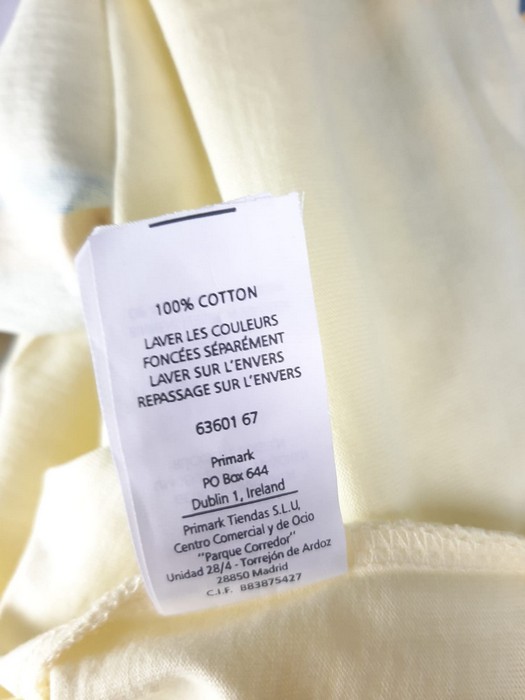 100% COTTON
LAVER LES COULEURS
FONCÉES SÉPARÉMENT
LAVER SUR L'ENVERS
REPASSAGE SUR L'ENVERS
63601 67
Primark
PO Box 644
Dublin 1, Ireland
Primark Tiendas S.L.U,
Centro Comercial y de Ocio
"Parque Corredor"
Unidad 28/4 - Torrejón de Ardoz
28850 Madrid
C.I.F. B83875427